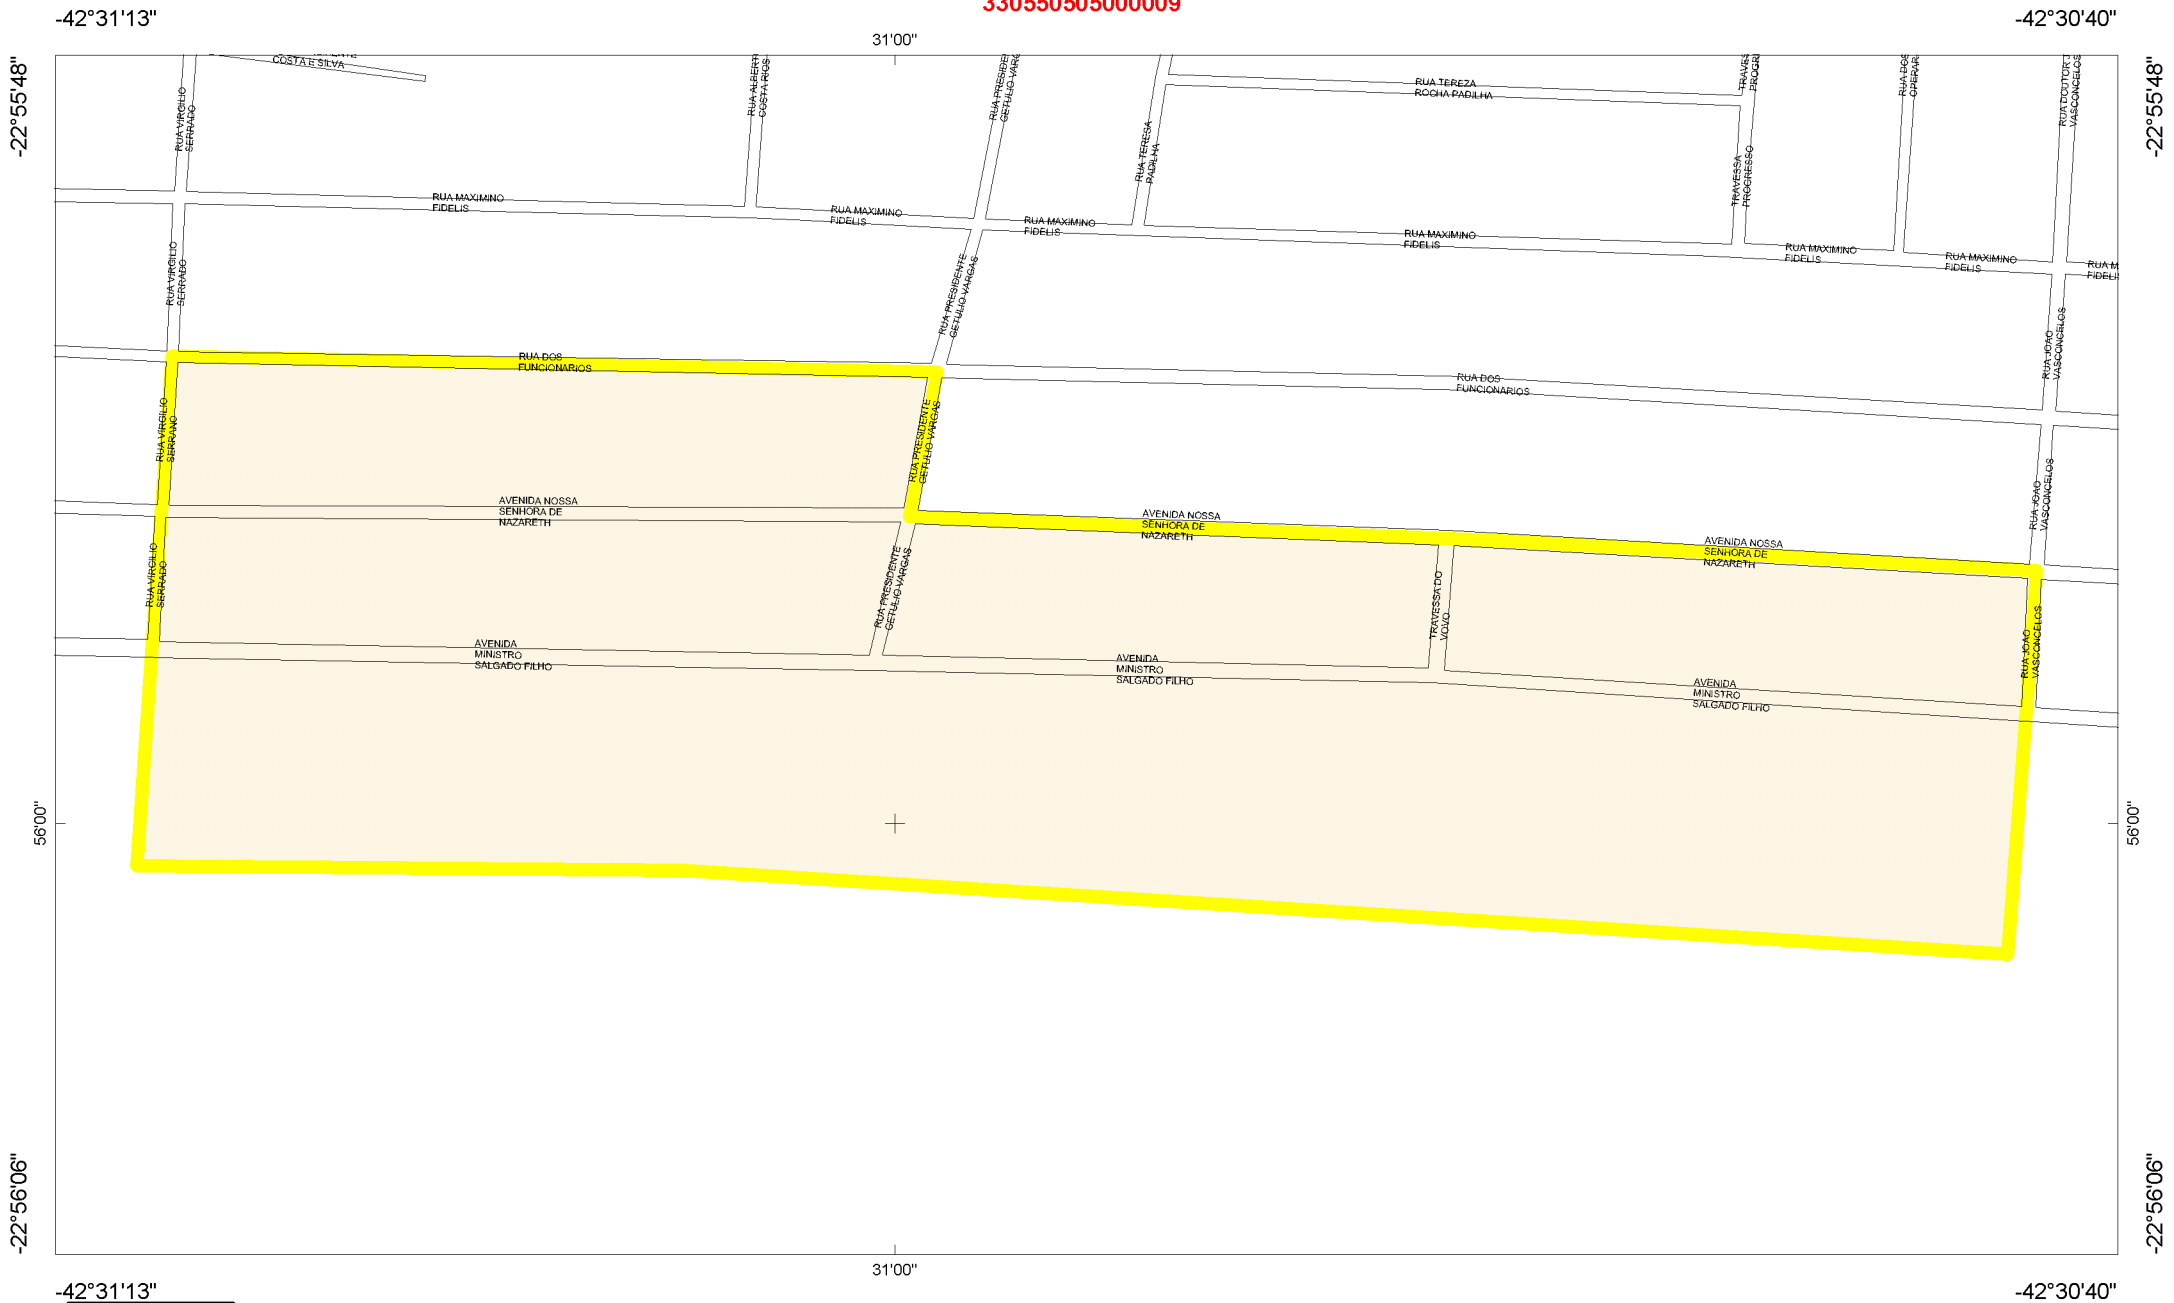 330550505000009
-42°31'13"
-42°30'40"
31'00"
-22°55'48"
-22°55'48"
COSTA E SILVA
RUA VIRGILIO
SERRADO
COSTA RIOS
RUA TERESA
PADILHA
RUA TEREZA
ROCHA PADILHA
TRAVESSA
PROGRESSO
VASCONCELOS
RUA MAXIMINO
FIDELIS
RUA MAXIMINO
FIDELIS
RUA MAXIMINO
FIDELIS
RUA MAXIMINO
FIDELIS
RUA MAXIMINO
FIDELIS
RUA MAXIMINO
FIDELIS
RUA VIRGILIO
SERRADO
RUA PRESIDENTE
GETULIO VARGAS
RUA JOAO
VASCONCELOS
RUA DOS
FUNCIONARIOS
RUA DOS
FUNCIONARIOS
RUA VIRGILIO
SERRANO
RUA PRESIDENTE
GETULIO VARGAS
RUA JOAO
VASCONCELOS
AVENIDA NOSSA
SENHORA DE
NAZARETH
AVENIDA NOSSA
SENHORA DE
NAZARETH
AVENIDA NOSSA
SENHORA DE
NAZARETH
RUA VIRGILIO
SERRADO
RUA PRESIDENTE
GETULIO VARGAS
TRAVESSA DO
VOVO
RUA JOAO
VASCONCELOS
AVENIDA
MINISTRO
SALGADO FILHO
AVENIDA
MINISTRO
SALGADO FILHO
AVENIDA
MINISTRO
SALGADO FILHO
56'00"
56'00"
-22°56'06"
-22°56'06"
31'00"
-42°31'13"
-42°30'40"